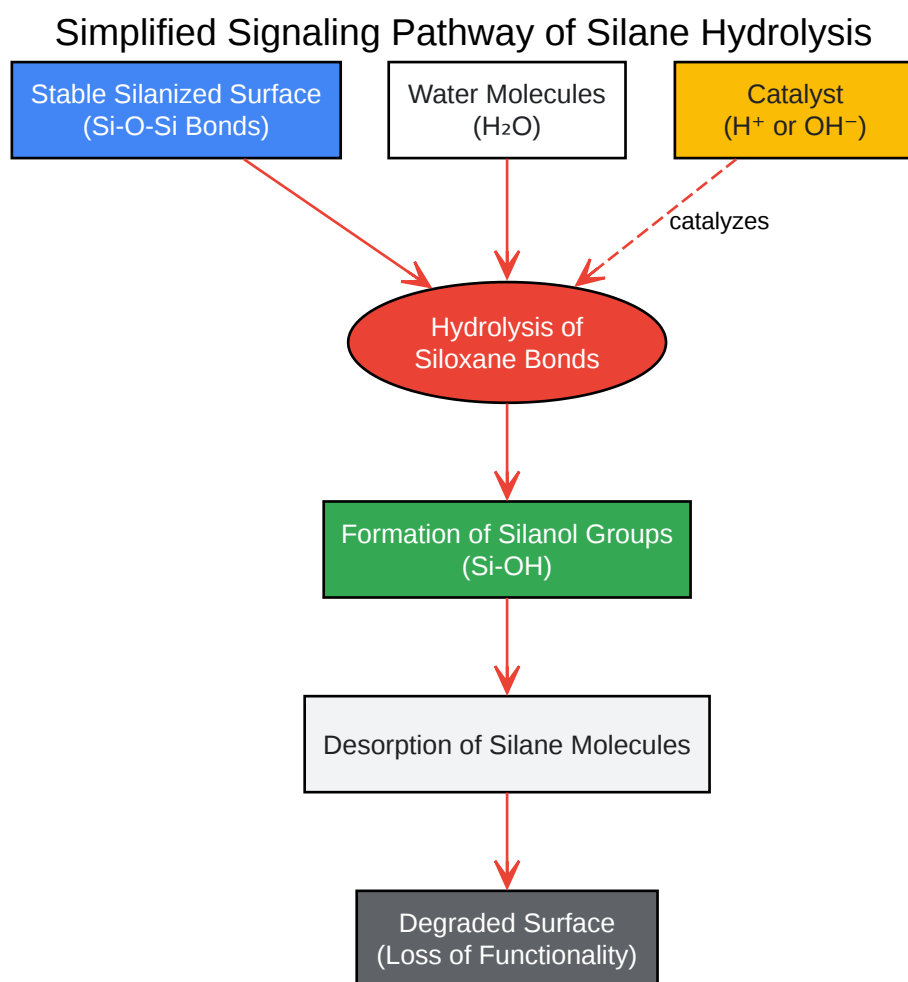 Simplified Signaling Pathway of Silane Hydrolysis
Stable Silanized Surface
(Si-O-Si Bonds)
Water Molecules
(H₂O)
Catalyst
(H⁺ or OH⁻)
catalyzes
Hydrolysis of
Siloxane Bonds
Formation of Silanol Groups
(Si-OH)
Desorption of Silane Molecules
Degraded Surface
(Loss of Functionality)